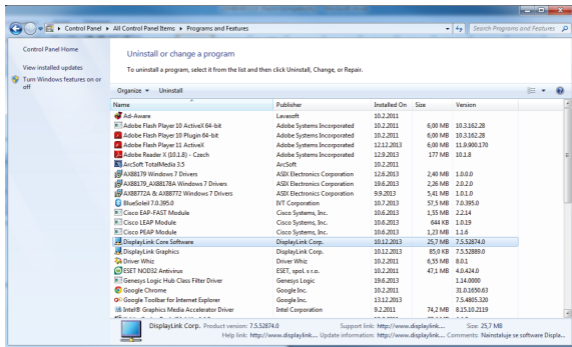 Control Panel ▸ All Control Panel Items ▸ Programs and Features
Search Programs and Features
Control Panel Home
View installed updates
Turn Windows features on or off
Uninstall or change a program
To uninstall a program, select it from the list and then click Uninstall, Change, or Repair.
Organize Uninstall
Name Publisher Installed On Size Version
Ad-Aware Lavasoft 10.2.2011
Adobe Flash Player 10 ActiveX 64-bit Adobe Systems Incorporated 10.2.2011 6,00 MB 10.3.162.28
Adobe Flash Player 10 Plugin 64-bit Adobe Systems Incorporated 10.2.2011 6,00 MB 10.3.162.28
Adobe Flash Player 11 ActiveX Adobe Systems Incorporated 12.12.2013 6,00 MB 11.9.900.170
Adobe Reader X (10.1.8) - Czech Adobe Systems Incorporated 12.9.2013 177 MB 10.1.8
ArcSoft TotalMedia 3.5 ArcSoft 10.2.2011
AX88179 Windows 7 Drivers ASIX Electronics Corporation 12.6.2013 2,40 MB 1.0.0.0
AX88179_AX88178A Windows 7 Drivers ASIX Electronics Corporation 10.6.2013 2,26 MB 2.0.2.0
AX88772A & AX88772 Windows 7 Drivers ASIX Electronics Corporation 9.9.2013 5,41 MB 1.0.1.0
BlueSoleil 7.0.395.0 IVT Corporation 10.7.2013 57,5 MB 7.0.395.0
Cisco EAP-FAST Module Cisco Systems, Inc. 10.6.2013 1,55 MB 2.2.14
Cisco LEAP Module Cisco Systems, Inc. 10.6.2013 644 KB 1.0.19
Cisco PEAP Module Cisco Systems, Inc. 10.6.2013 1,23 MB 1.1.6
DisplayLink Core Software DisplayLink Corp. 10.12.2013 25,7 MB 7.5.52874.0
DisplayLink Graphics DisplayLink Corp. 10.12.2013 85,0 KB 7.5.52889.0
Driver Whiz Driver Whiz 10.2.2011 6,55 MB 8.0.1
ESET NOD32 Antivirus ESET, spol. s r.o. 10.2.2011 47,1 MB 4.0.424.0
Genesys Logic Hub Class Filter Driver Genesys Logic 19.6.2013 1.14.0000
Google Chrome Google Inc. 10.2.2011 31.0.1650.63
Google Toolbar for Internet Explorer Google Inc. 13.12.2013 7.5.4805.320
Intel® Graphics Media Accelerator Driver Intel Corporation 9.2.2011 74,2 MB 8.15.10.2119
DisplayLink Corp. Product version: 7.5.52874.0 Support link: http://www.displaylink.... Size: 25,7 MB
Help link: http://www.displaylink.... Update information: http://www.displaylink.... Comments: Nainstaluje se software Displa...